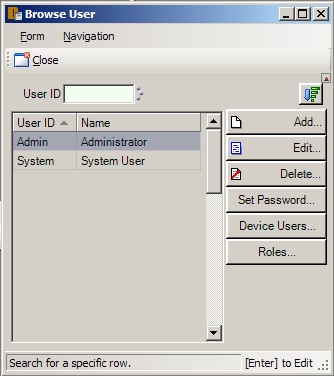 Browse User
Form Navigation
Close
User ID
User ID Name
Admin Administrator
System System User
Add...
Edit...
Delete...
Set Password...
Device Users...
Roles...
Search for a specific row. [Enter] to Edit